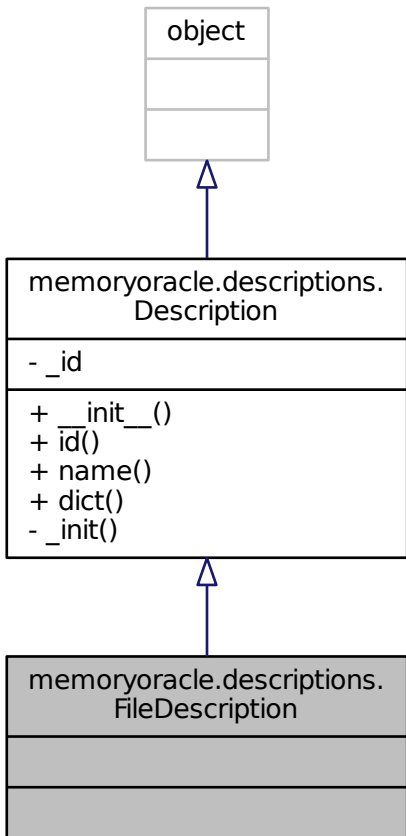 object
memoryoracle.descriptions.
Description
- _id
+ __init__()
+ id()
+ name()
+ dict()
- _init()
memoryoracle.descriptions.
FileDescription